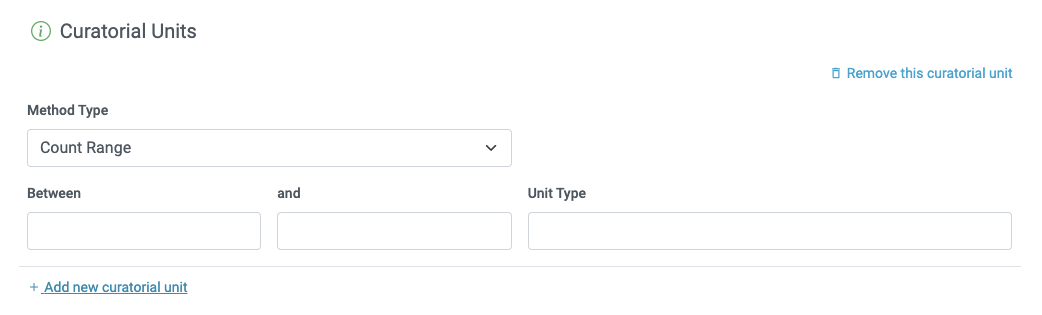 Curatorial Units
Remove this curatorial unit
Method Type
Count Range
Between and Unit Type
+ Add new curatorial unit